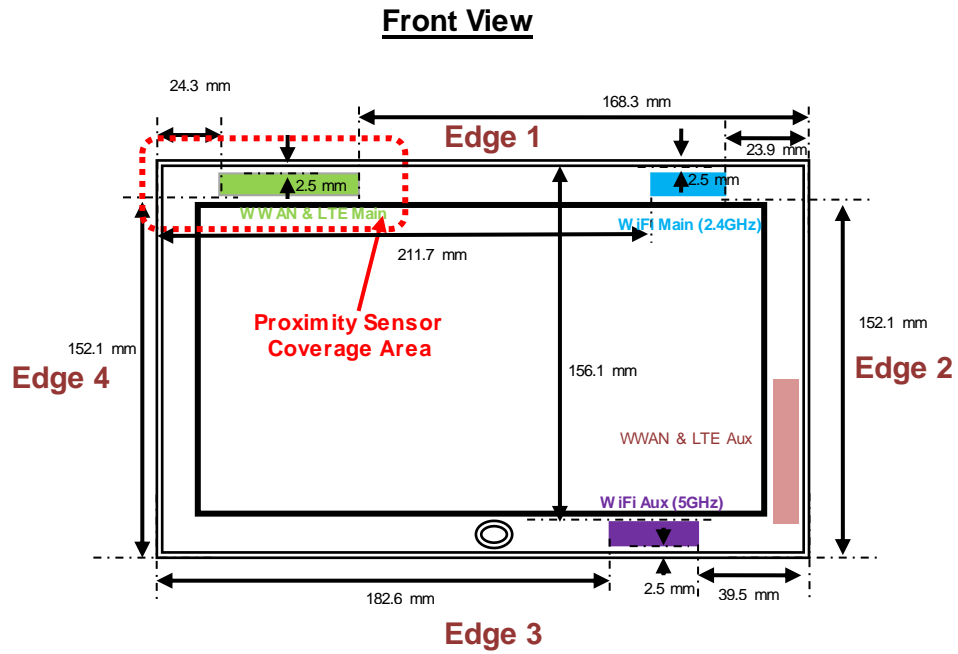 Front View
24.3 mm
168.3 mm
Edge 1
23.9 mm
2.5 mm
2.5 mm
WWAN & LTE Main
WiFi Main (2.4GHz)
211.7 mm
Proximity Sensor
Coverage Area
152.1 mm
152.1 mm
Edge 4
156.1 mm
Edge 2
WWAN & LTE Aux
WiFi Aux (5GHz)
2.5 mm
39.5 mm
182.6 mm
Edge 3